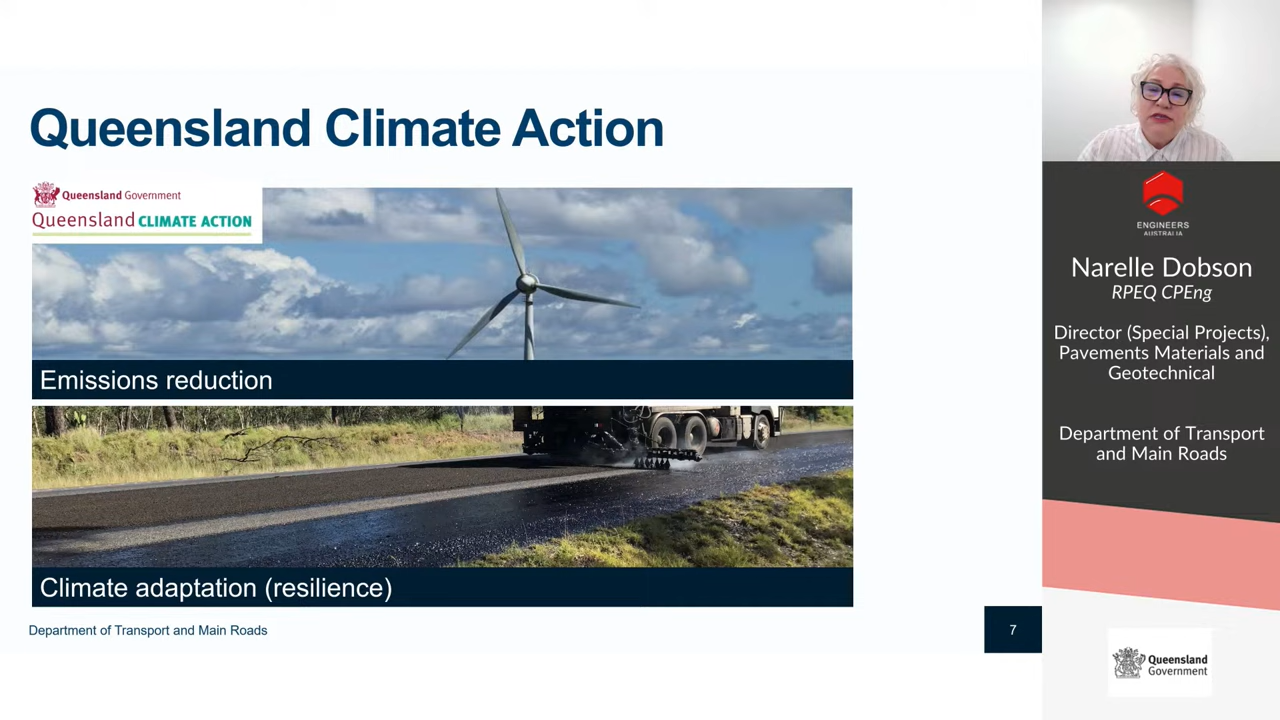 Queensland Climate Action
Queensland Government
Queensland CLIMATE ACTION
Emissions reduction
Climate adaptation (resilience)
Department of Transport and Main Roads
7
ENGINEERS
AUSTRALIA
Narelle Dobson
RPEQ CPEng
Director (Special Projects),
Pavements Materials and
Geotechnical
Department of Transport
and Main Roads
Queensland
Government